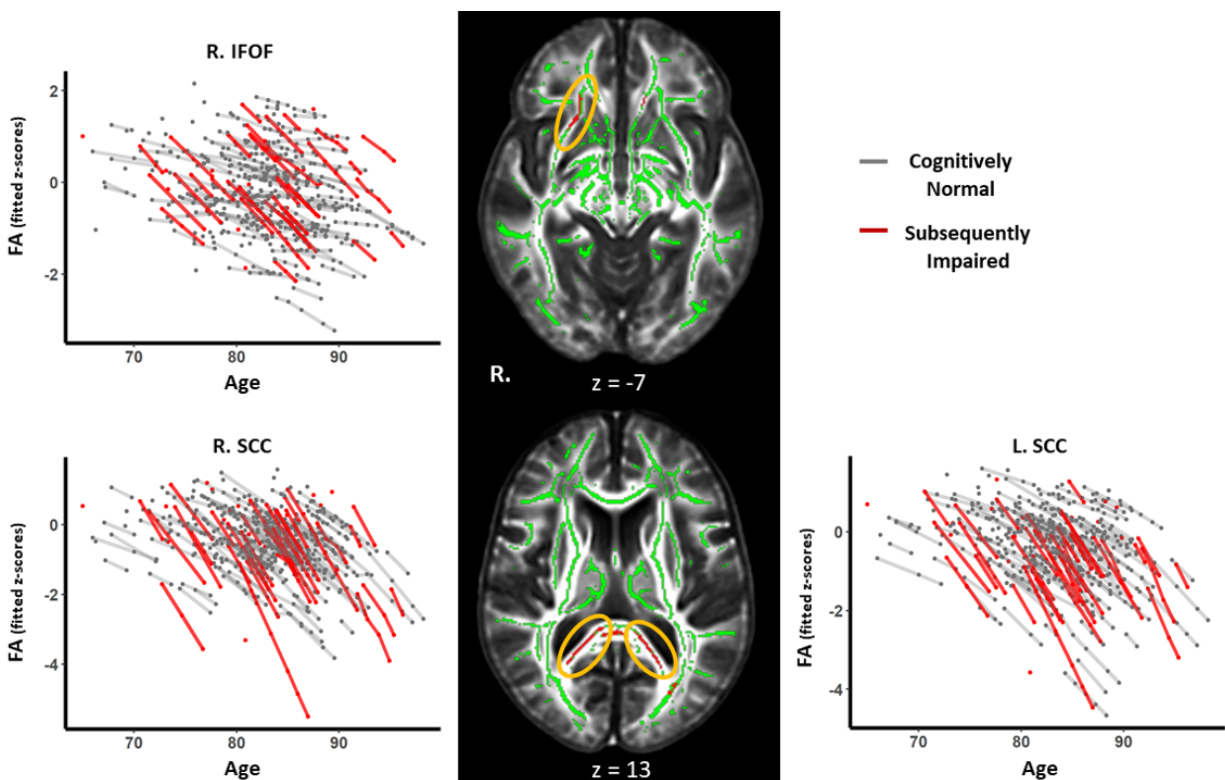 R. IFOF
FA (fitted z-scores)
2
0
-2
70
80
90
Age
R.
z = -7
Cognitively
Normal
Subsequently
Impaired
R. SCC
FA (fitted z-scores)
0
-2
-4
70
80
90
Age
z = 13
L. SCC
FA (fitted z-scores)
0
-2
-4
70
80
90
Age